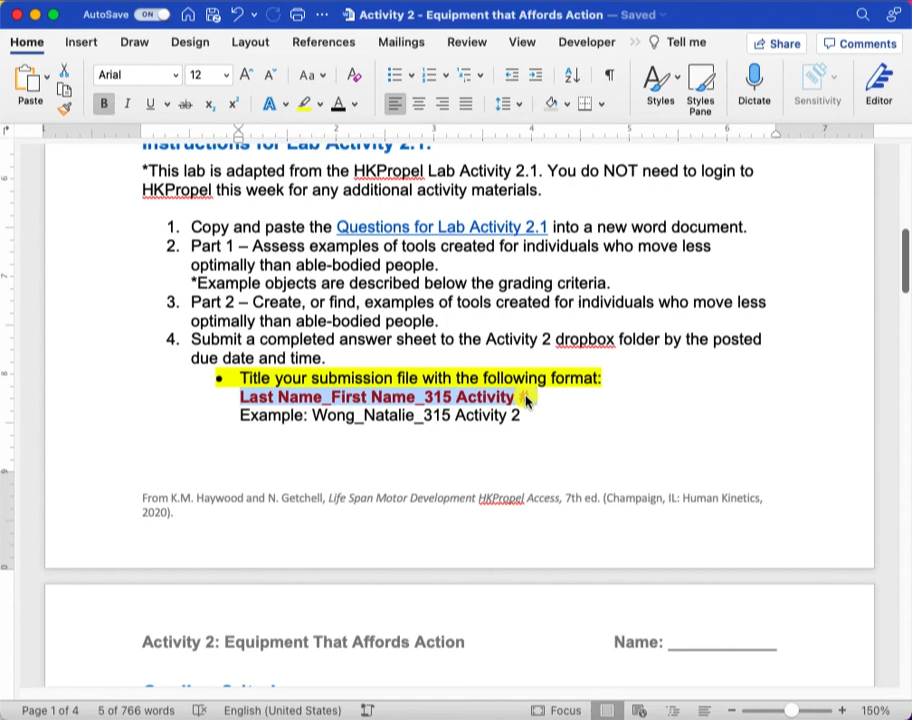 AutoSave ON Activity 2 - Equipment that Affords Action — Saved
Home Insert Draw Design Layout References Mailings Review View Developer Tell me Share Comments
Arial 12 Aa
Paste B I U ab Styles Styles Pane Dictate Sensitivity Editor
2 3 4 5 6 7
Instructions for Lab Activity 2.1:
*This lab is adapted from the HKPropel Lab Activity 2.1. You do NOT need to login to
HKPropel this week for any additional activity materials.
1. Copy and paste the Questions for Lab Activity 2.1 into a new word document.
2. Part 1 – Assess examples of tools created for individuals who move less
optimally than able-bodied people.
*Example objects are described below the grading criteria.
3. Part 2 – Create, or find, examples of tools created for individuals who move less
optimally than able-bodied people.
4. Submit a completed answer sheet to the Activity 2 dropbox folder by the posted
due date and time.
• Title your submission file with the following format:
Last Name_First Name_315 Activity #
Example: Wong_Natalie_315 Activity 2
From K.M. Haywood and N. Getchell, Life Span Motor Development HKPropel Access, 7th ed. (Champaign, IL: Human Kinetics,
2020).
Activity 2: Equipment That Affords Action Name: ____________
Page 1 of 4 5 of 766 words English (United States) Focus 150%